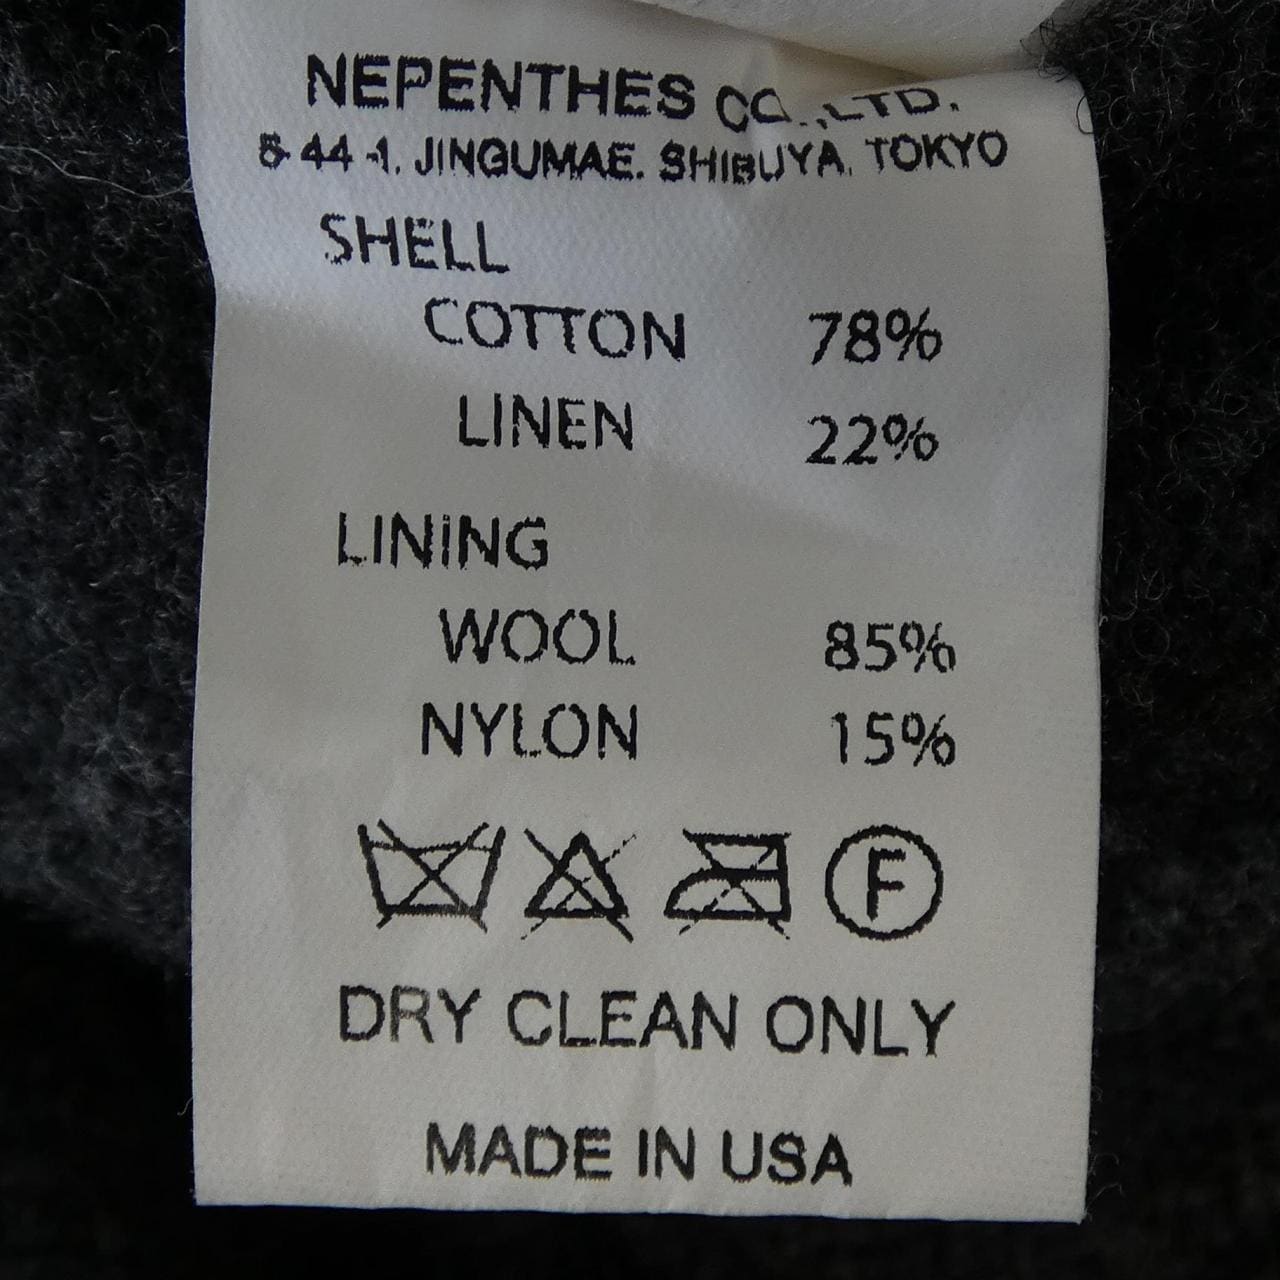 NEPENTHES CO.,LTD.
5-44-1. JINGUMAE. SHIBUYA. TOKYO
SHELL
COTTON 78%
LINEN 22%
LINING
WOOL 85%
NYLON 15%
F
DRY CLEAN ONLY
MADE IN USA